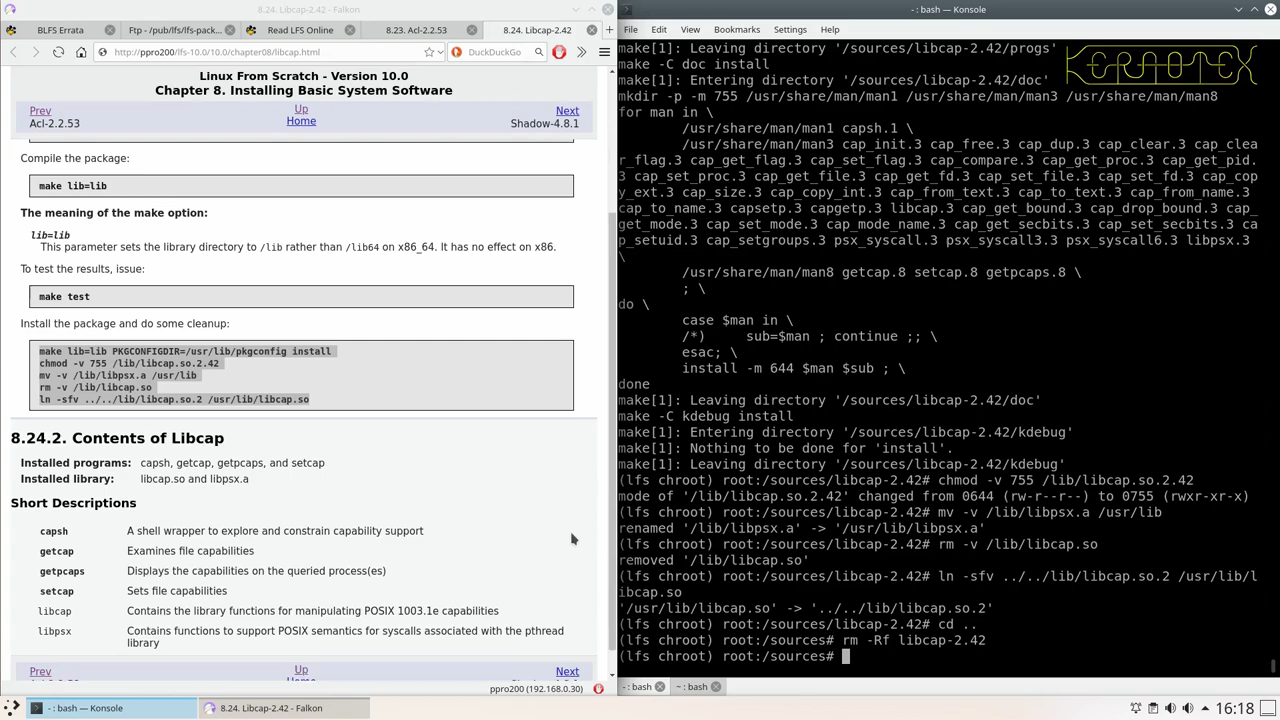 8.24. Libcap-2.42 - Falkon
- : bash — Konsole
BLFS Errata
Ftp - /pub/lfs/lfs-pack...
Read LFS Online
8.23. Acl-2.2.53
8.24. Libcap-2.42
http://ppro200/lfs-10.0/10.0/chapter08/libcap.html
DuckDuckGo
Linux From Scratch - Version 10.0
Chapter 8. Installing Basic System Software
Prev
Up
Next
Acl-2.2.53
Home
Shadow-4.8.1
Compile the package:
make lib=lib
The meaning of the make option:
lib=lib
This parameter sets the library directory to /lib rather than /lib64 on x86_64. It has no effect on x86.
To test the results, issue:
make test
Install the package and do some cleanup:
make lib=lib PKGCONFIGDIR=/usr/lib/pkgconfig install
chmod -v 755 /lib/libcap.so.2.42
mv -v /lib/libpsx.a /usr/lib
rm -v /lib/libcap.so
ln -sfv ../../lib/libcap.so.2 /usr/lib/libcap.so
8.24.2. Contents of Libcap
Installed programs: capsh, getcap, getpcaps, and setcap
Installed library: libcap.so and libpsx.a
Short Descriptions
capsh A shell wrapper to explore and constrain capability support
getcap Examines file capabilities
getpcaps Displays the capabilities on the queried process(es)
setcap Sets file capabilities
libcap Contains the library functions for manipulating POSIX 1003.1e capabilities
libpsx Contains functions to support POSIX semantics for syscalls associated with the pthread
library
Prev
Up
Next
ppro200 (192.168.0.30)
File Edit View Bookmarks Settings Help
KERAOTEX
make[1]: Leaving directory '/sources/libcap-2.42/progs'
make -C doc install
make[1]: Entering directory '/sources/libcap-2.42/doc'
mkdir -p -m 755 /usr/share/man/man1 /usr/share/man/man3 /usr/share/man/man8
for man in \
/usr/share/man/man1 capsh.1 \
/usr/share/man/man3 cap_init.3 cap_free.3 cap_dup.3 cap_clear.3 cap_clea
r_flag.3 cap_get_flag.3 cap_set_flag.3 cap_compare.3 cap_get_proc.3 cap_get_pid.
3 cap_set_proc.3 cap_get_file.3 cap_get_fd.3 cap_set_file.3 cap_set_fd.3 cap_cop
y_ext.3 cap_size.3 cap_copy_int.3 cap_from_text.3 cap_to_text.3 cap_from_name.3
cap_to_name.3 capsetp.3 capgetp.3 libcap.3 cap_get_bound.3 cap_drop_bound.3 cap_
get_mode.3 cap_set_mode.3 cap_mode_name.3 cap_get_secbits.3 cap_set_secbits.3 ca
p_setuid.3 cap_setgroups.3 psx_syscall.3 psx_syscall3.3 psx_syscall6.3 libpsx.3
\
/usr/share/man/man8 getcap.8 setcap.8 getpcaps.8 \
; \
do \
case $man in \
/*) sub=$man ; continue ;; \
esac; \
install -m 644 $man $sub ; \
done
make[1]: Leaving directory '/sources/libcap-2.42/doc'
make -C kdebug install
make[1]: Entering directory '/sources/libcap-2.42/kdebug'
make[1]: Nothing to be done for 'install'.
make[1]: Leaving directory '/sources/libcap-2.42/kdebug'
(lfs chroot) root:/sources/libcap-2.42# chmod -v 755 /lib/libcap.so.2.42
mode of '/lib/libcap.so.2.42' changed from 0644 (rw-r--r--) to 0755 (rwxr-xr-x)
(lfs chroot) root:/sources/libcap-2.42# mv -v /lib/libpsx.a /usr/lib
renamed '/lib/libpsx.a' -> '/usr/lib/libpsx.a'
(lfs chroot) root:/sources/libcap-2.42# rm -v /lib/libcap.so
removed '/lib/libcap.so'
(lfs chroot) root:/sources/libcap-2.42# ln -sfv ../../lib/libcap.so.2 /usr/lib/l
ibcap.so
'/usr/lib/libcap.so' -> '../../lib/libcap.so.2'
(lfs chroot) root:/sources/libcap-2.42# cd ..
(lfs chroot) root:/sources# rm -Rf libcap-2.42
(lfs chroot) root:/sources#
- : bash
~ : bash
- : bash — Konsole
8.24. Libcap-2.42 - Falkon
16:18